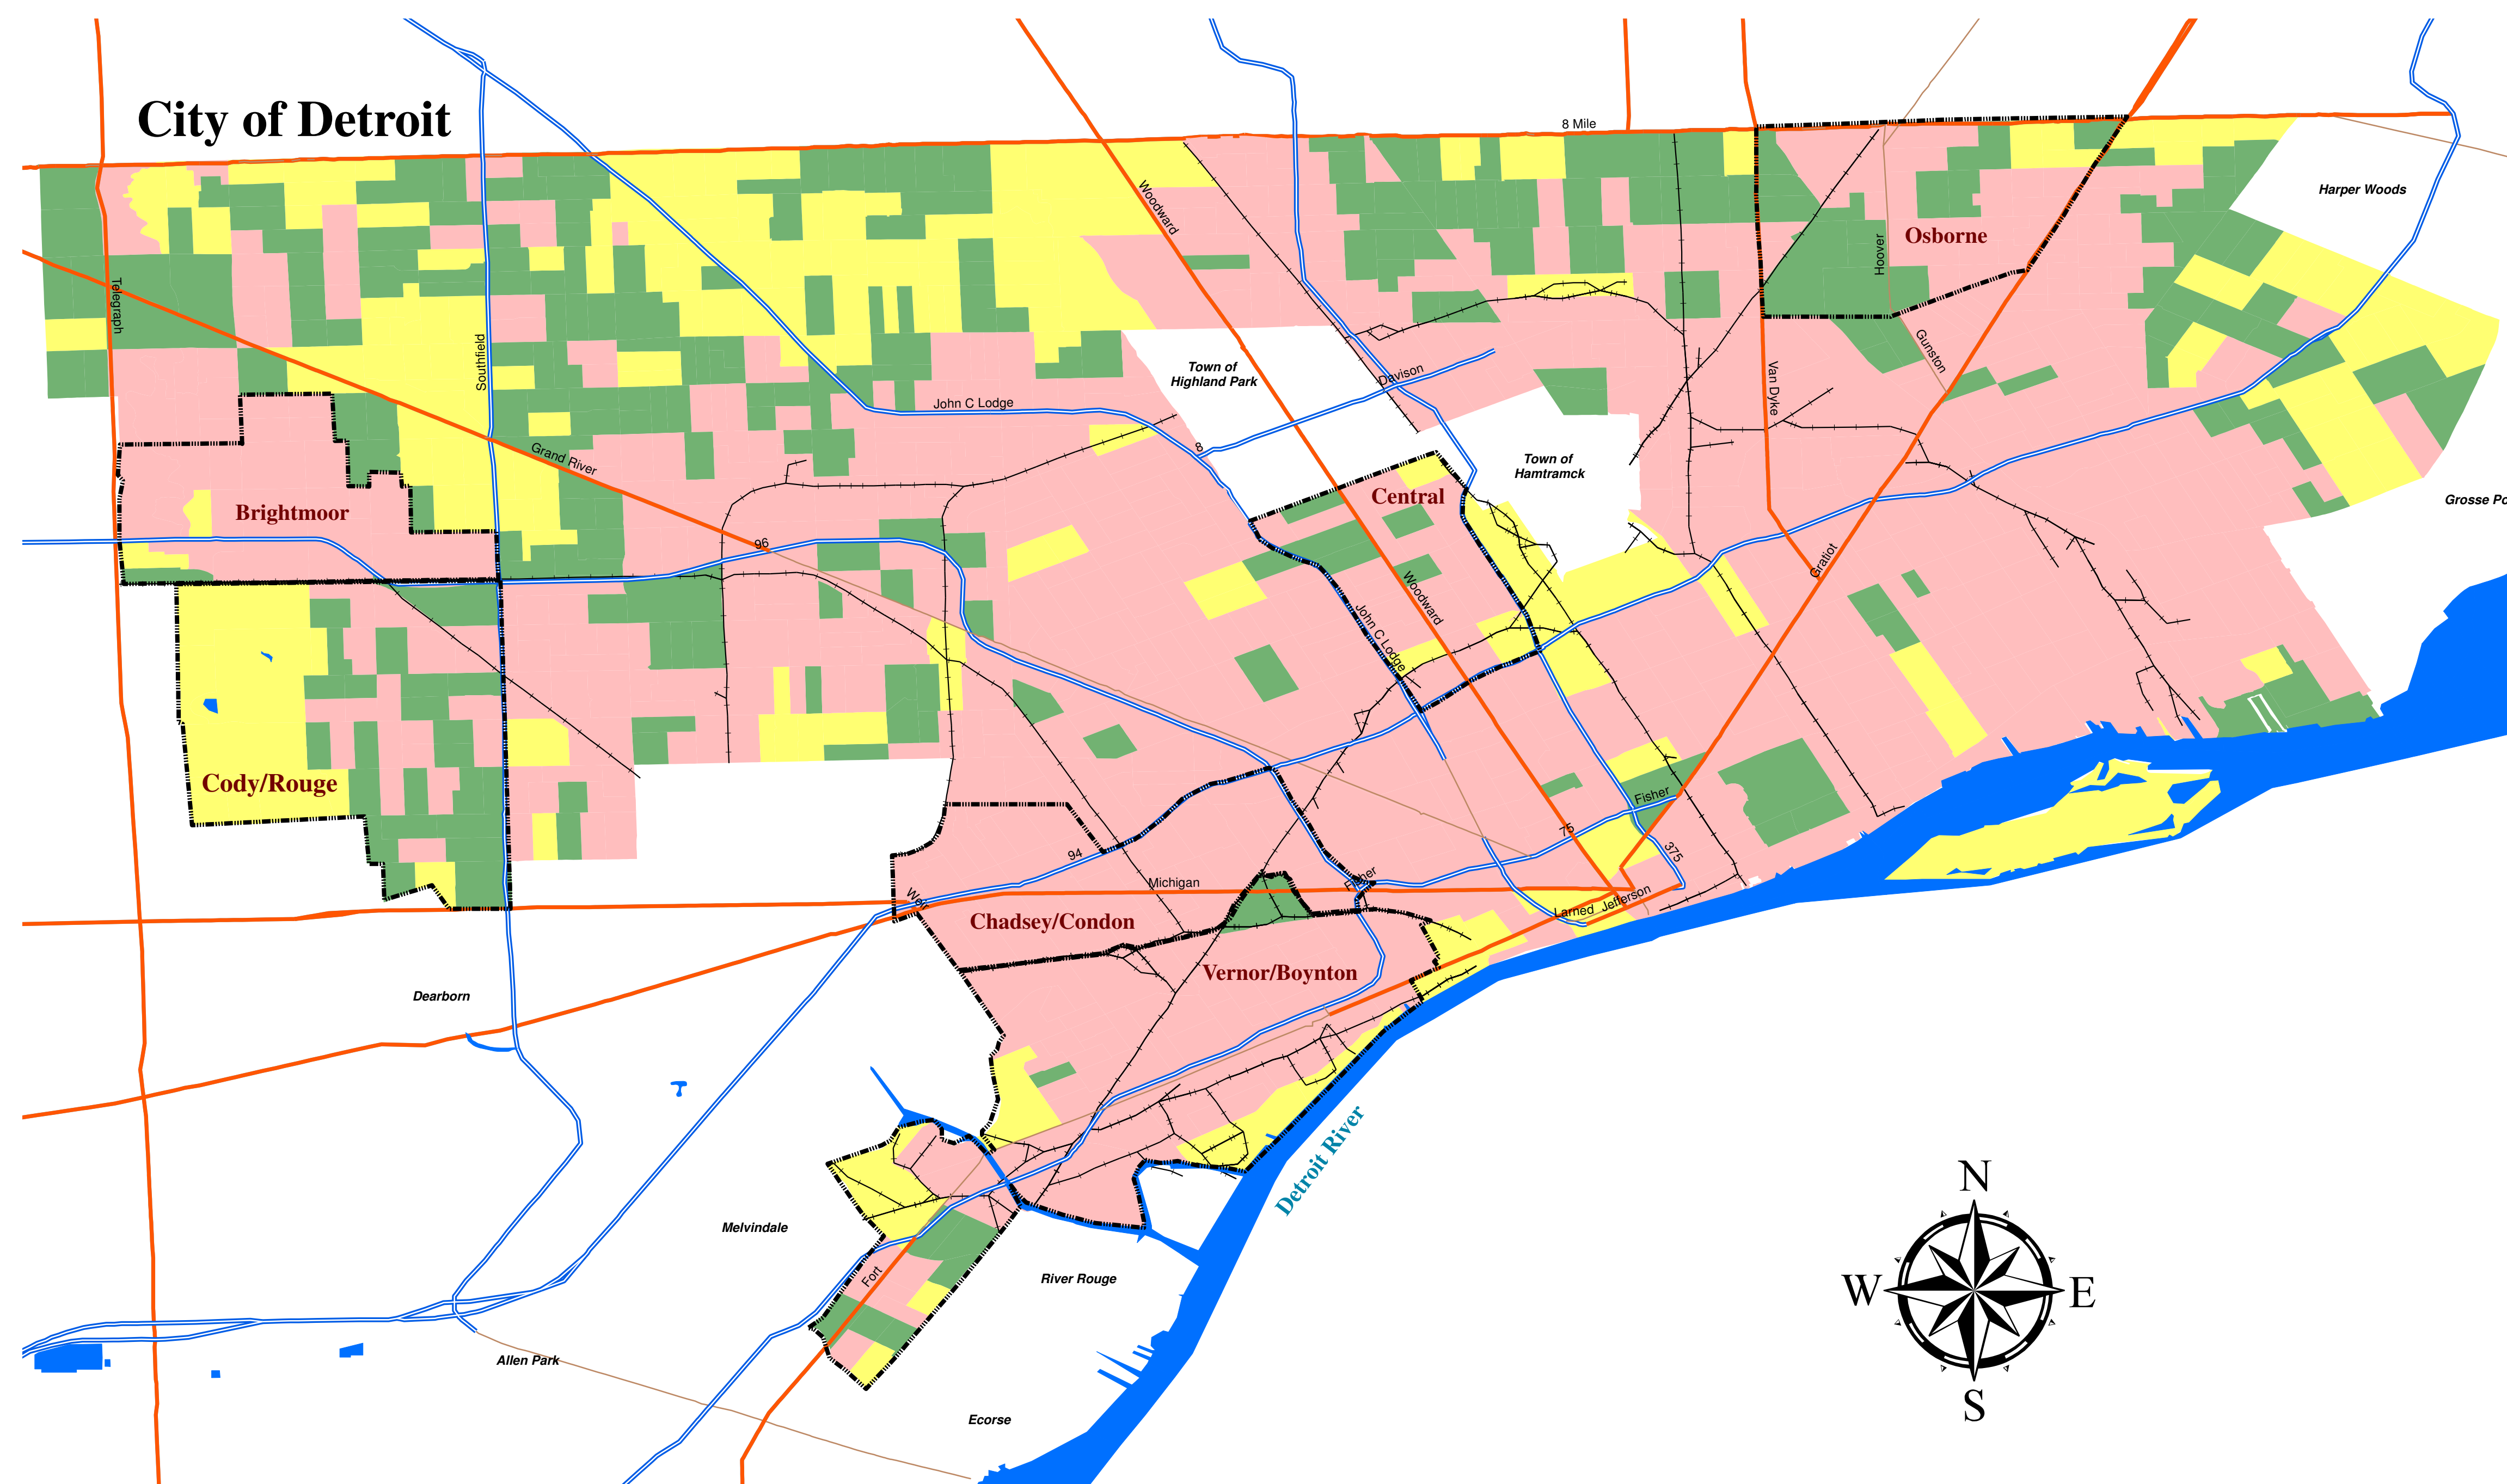 City of Detroit
8 Mile
Harper Woods
Woodward
Osborne
Hoover
Telegraph
Southfield
Gunston
Town of
Highland Park
Davison
Van Dyke
John C Lodge
8
Grand River
Town of
Hamtramck
Central
Grosse Po
Brightmoor
96
Gratiot
Woodward
John C Lodge
Cody/Rouge
Fisher
75
375
94
Michigan
Fisher
Larned
Jefferson
Chadsey/Condon
Vernor/Boynton
Dearborn
Detroit River
Melvindale
River Rouge
Fort
Allen Park
Ecorse
N
W
E
S